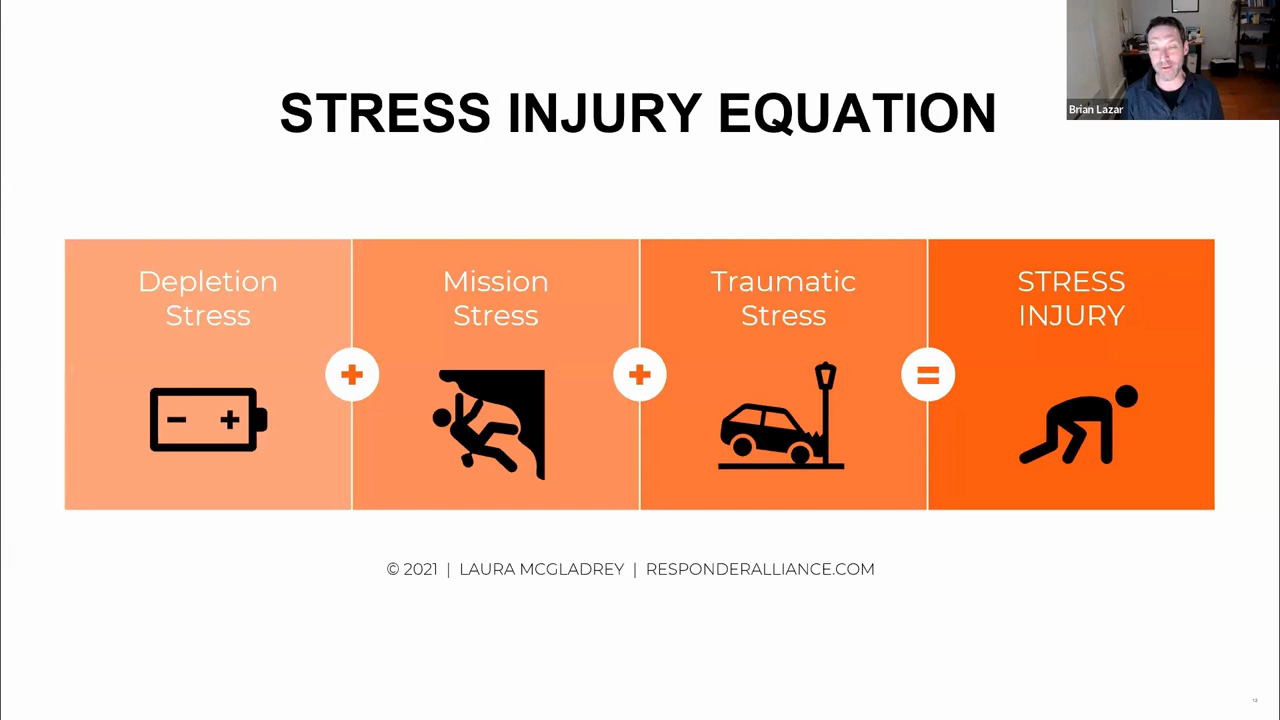 STRESS INJURY EQUATION
Brian Lazar
Depletion
Stress
Mission
Stress
Traumatic
Stress
STRESS
INJURY
© 2021 | LAURA MCGLADREY | RESPONDERALLIANCE.COM